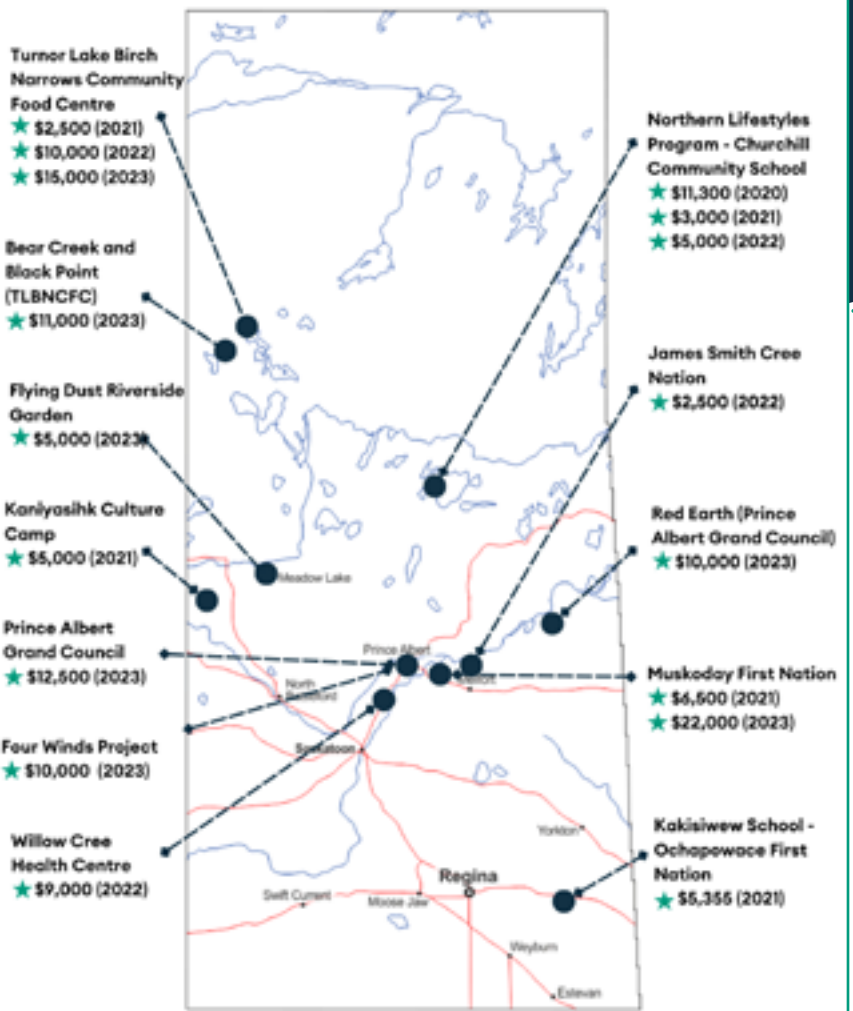 Turnor Lake Birch
Narrows Community
Food Centre
$2,500 (2021)
$10,000 (2022)
$15,000 (2023)
Bear Creek and
Black Point
(TLBNCFC)
$11,000 (2023)
Flying Dust Riverside
Garden
$5,000 (2023)
Kaniyasihk Culture
Camp
$5,000 (2021)
Prince Albert
Grand Council
$12,500 (2023)
Four Winds Project
$10,000 (2023)
Willow Cree
Health Centre
$9,000 (2022)
Northern Lifestyles
Program - Churchill
Community School
$11,300 (2020)
$3,000 (2021)
$5,000 (2022)
James Smith Cree
Nation
$2,500 (2022)
Red Earth (Prince
Albert Grand Council)
$10,000 (2023)
Muskoday First Nation
$6,500 (2021)
$22,000 (2023)
Kakisiwew School -
Ochapowace First
Nation
$5,355 (2021)
Meadow Lake
Prince Albert
North
Saskatoon
Yorkton
Regina
Swift Current
Moose Jaw
Weyburn
Estevan